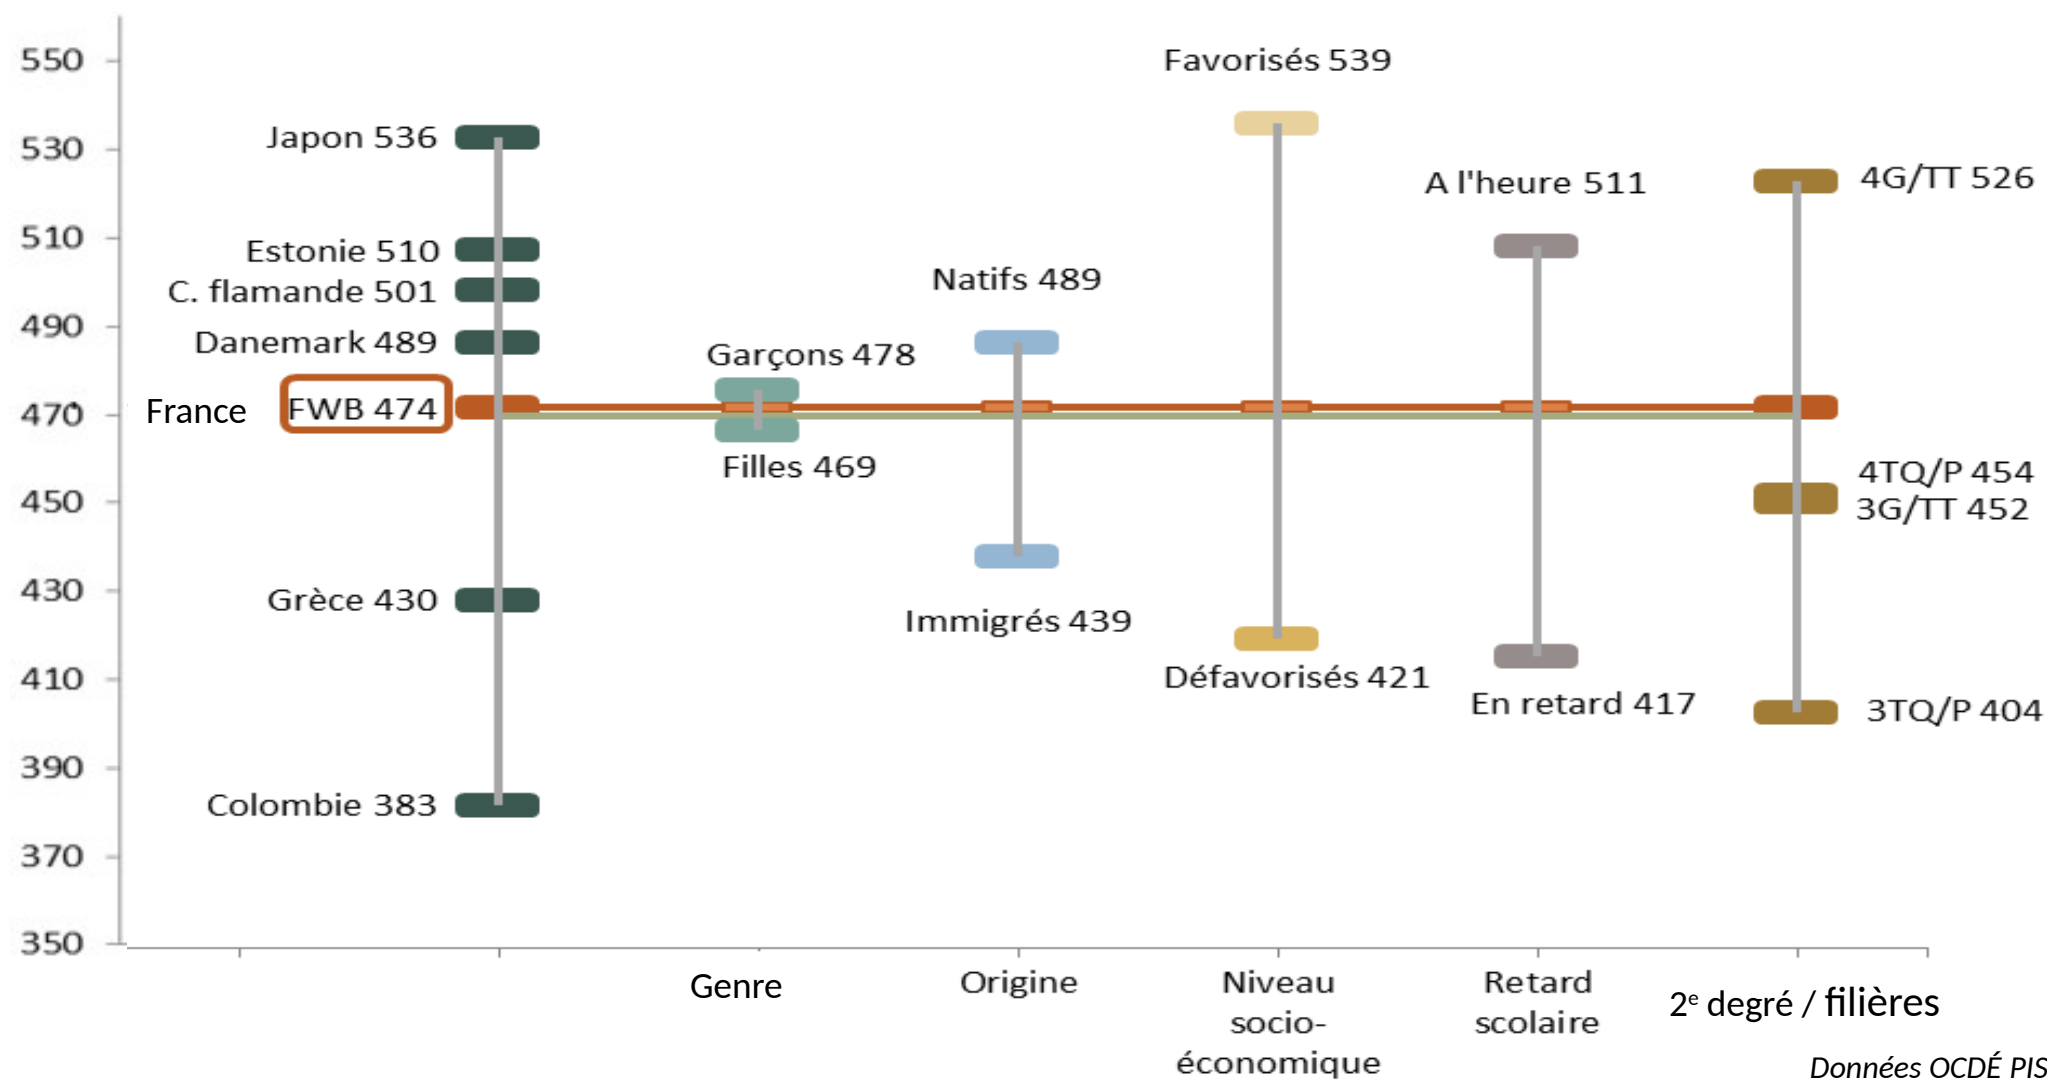 550
530
510
490
470
450
430
410
390
370
350
Japon 536
Estonie 510
C. flamande 501
Danemark 489
France
FWB 474
Grèce 430
Colombie 383
Garçons 478
Filles 469
Natifs 489
Immigrés 439
Favorisés 539
Défavorisés 421
A l'heure 511
En retard 417
4G/TT 526
4TQ/P 454
3G/TT 452
3TQ/P 404
Genre
Origine
Niveau
socio-
économique
Retard
scolaire
2e degré / filières
Données OCDÉ PIS